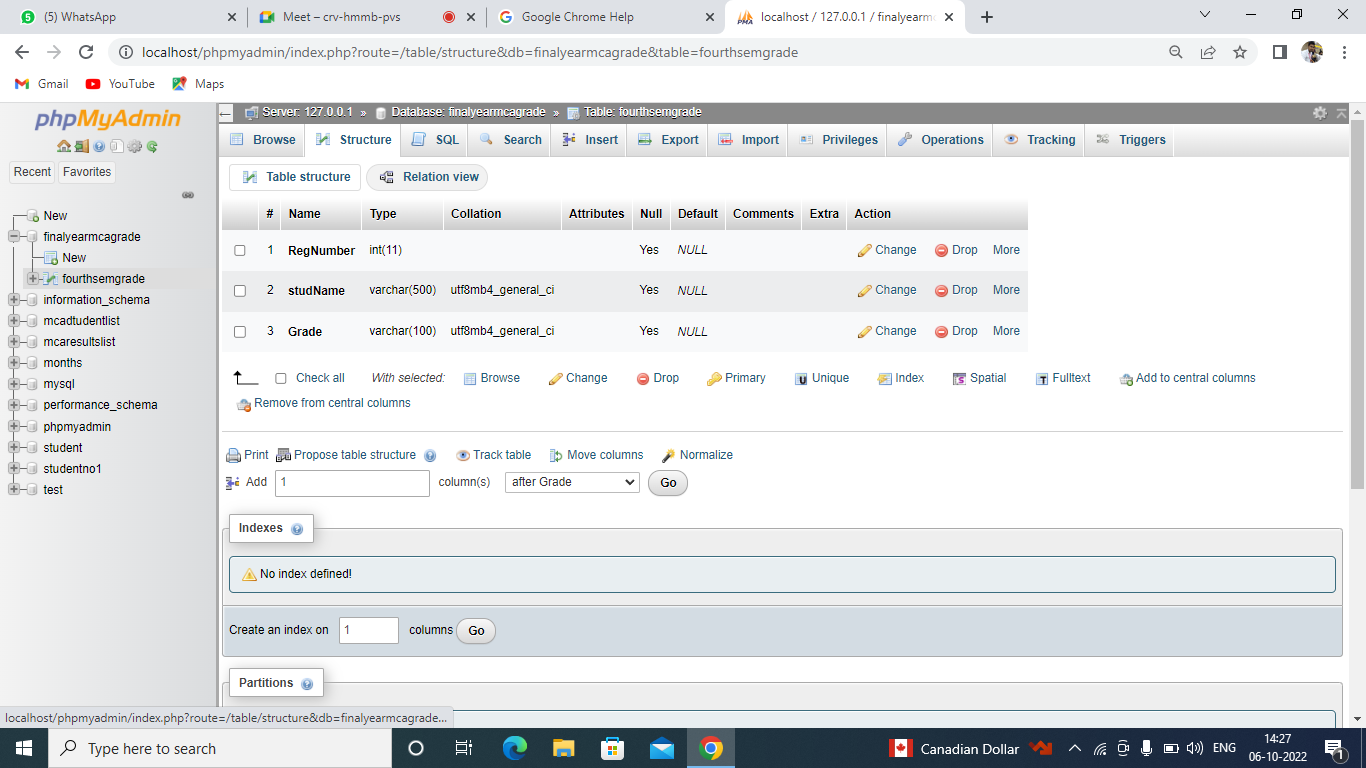 5 (5) WhatsApp
Meet – crv-hmmb-pvs
Google Chrome Help
localhost / 127.0.0.1 / finalyearm
localhost/phpmyadmin/index.php?route=/table/structure&db=finalyearmcagrade&table=fourthsemgrade
Gmail YouTube Maps
phpMyAdmin
Recent Favorites
New
finalyearmcagrade
New
fourthsemgrade
information_schema
mcadtudentlist
mcaresultslist
months
mysql
performance_schema
phpmyadmin
student
studentno1
test
Server: 127.0.0.1 » Database: finalyearmcagrade » Table: fourthsemgrade
Browse Structure SQL Search Insert Export Import Privileges Operations Tracking Triggers
Table structure Relation view
# Name Type Collation Attributes Null Default Comments Extra Action
1 RegNumber int(11) Yes NULL Change Drop More
2 studName varchar(500) utf8mb4_general_ci Yes NULL Change Drop More
3 Grade varchar(100) utf8mb4_general_ci Yes NULL Change Drop More
Check all With selected: Browse Change Drop Primary Unique Index Spatial Fulltext Add to central columns
Remove from central columns
Print Propose table structure Track table Move columns Normalize
Add 1 column(s) after Grade Go
Indexes
No index defined!
Create an index on 1 columns Go
Partitions
localhost/phpmyadmin/index.php?route=/table/structure&db=finalyearmcagrade...
Type here to search
Canadian Dollar
ENG
14:27
06-10-2022
1